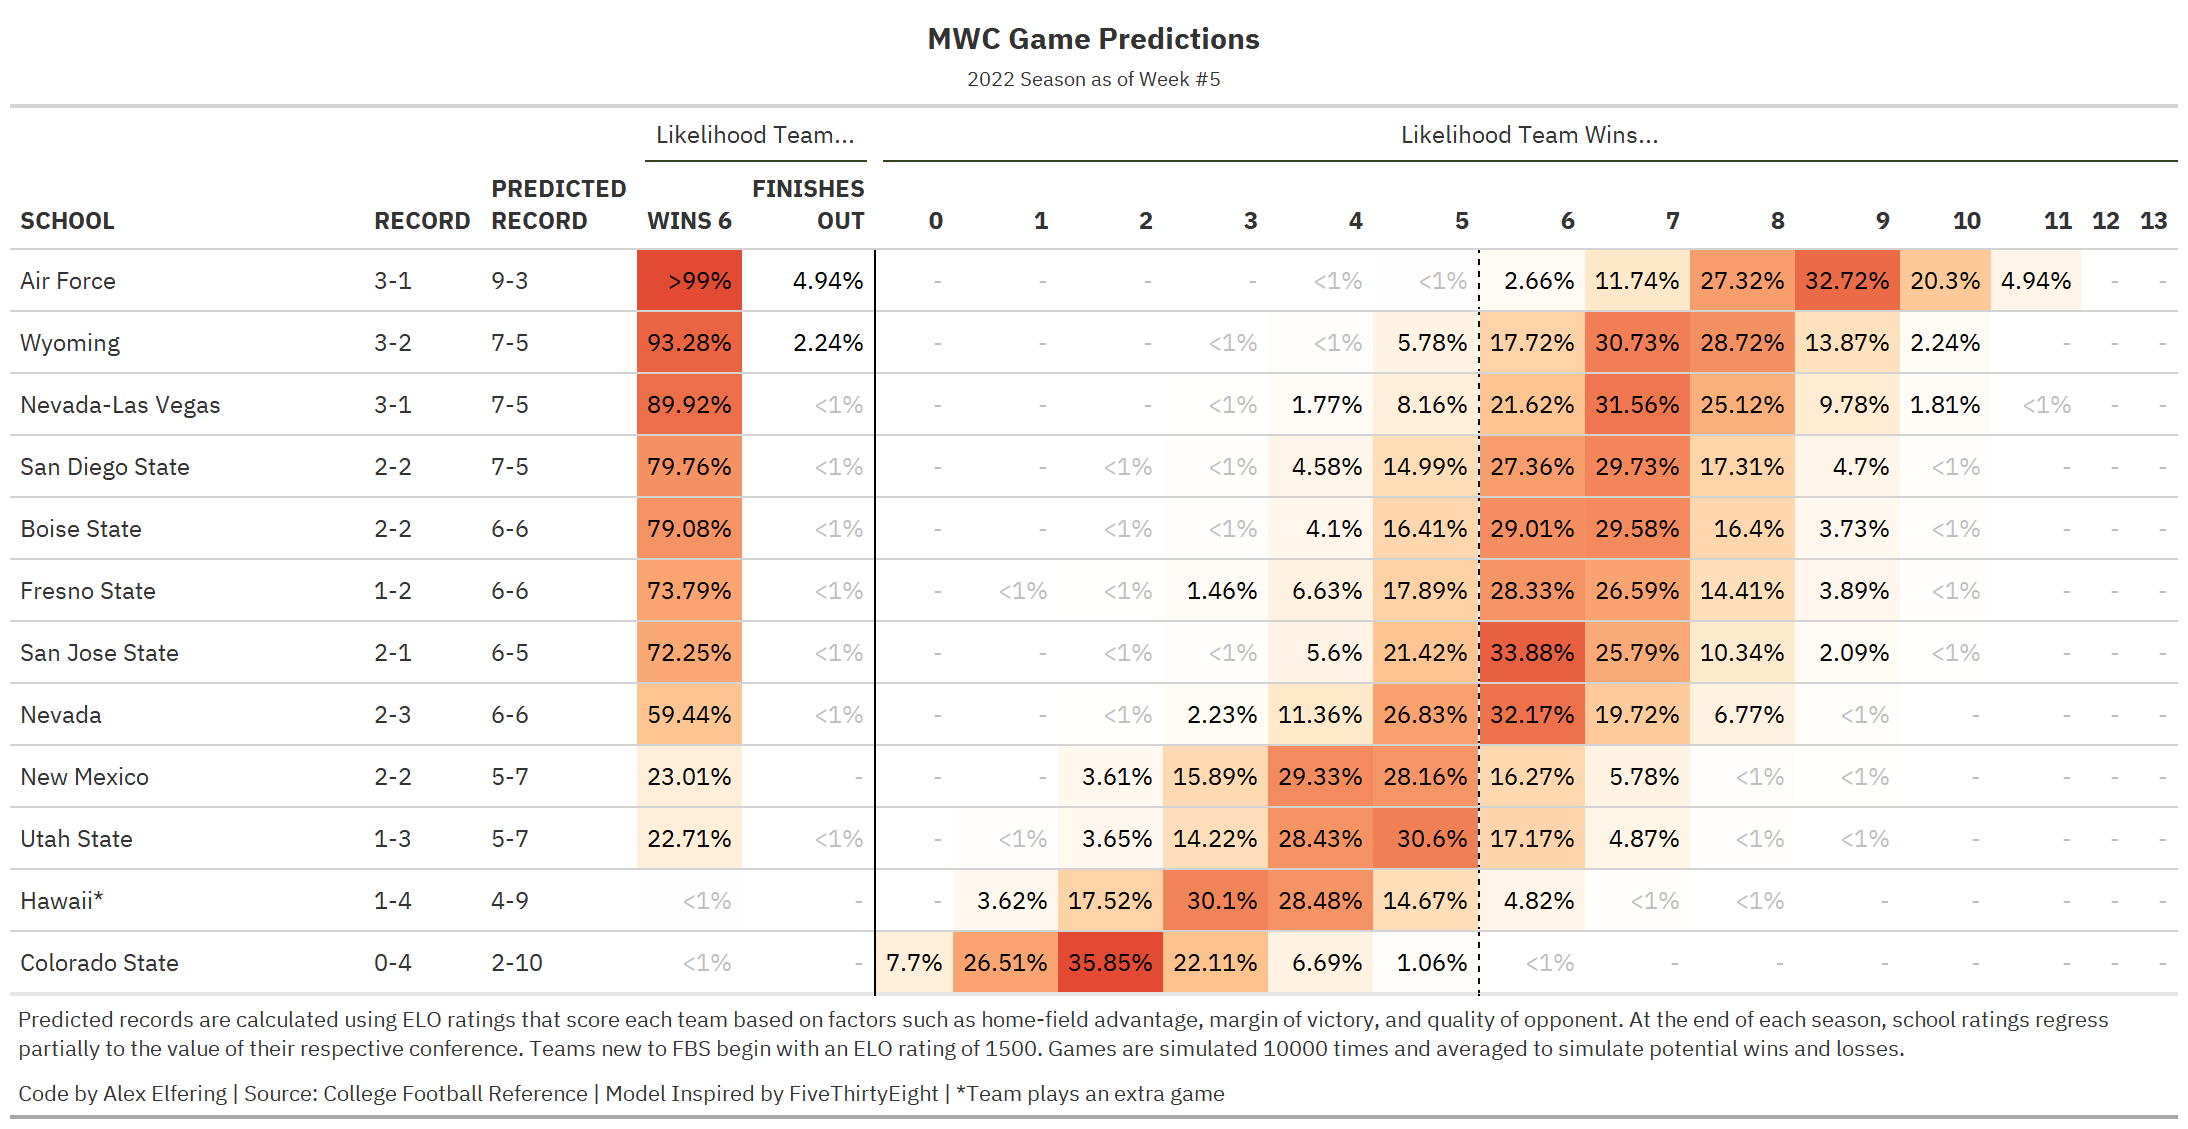 MWC Game Predictions
2022 Season as of Week #5
Likelihood Team... Likelihood Team Wins...
SCHOOL RECORD PREDICTED RECORD WINS 6 FINISHES OUT 0 1 2 3 4 5 6 7 8 9 10 11 12 13
Air Force 3-1 9-3 >99% 4.94% - - - - <1% <1% 2.66% 11.74% 27.32% 32.72% 20.3% 4.94% - -
Wyoming 3-2 7-5 93.28% 2.24% - - - <1% <1% 5.78% 17.72% 30.73% 28.72% 13.87% 2.24% - - -
Nevada-Las Vegas 3-1 7-5 89.92% <1% - - - <1% 1.77% 8.16% 21.62% 31.56% 25.12% 9.78% 1.81% <1% - -
San Diego State 2-2 7-5 79.76% <1% - - <1% <1% 4.58% 14.99% 27.36% 29.73% 17.31% 4.7% <1% - - -
Boise State 2-2 6-6 79.08% <1% - - <1% <1% 4.1% 16.41% 29.01% 29.58% 16.4% 3.73% <1% - - -
Fresno State 1-2 6-6 73.79% <1% - <1% <1% 1.46% 6.63% 17.89% 28.33% 26.59% 14.41% 3.89% <1% - - -
San Jose State 2-1 6-5 72.25% <1% - - <1% <1% 5.6% 21.42% 33.88% 25.79% 10.34% 2.09% <1% - - -
Nevada 2-3 6-6 59.44% <1% - - <1% 2.23% 11.36% 26.83% 32.17% 19.72% 6.77% <1% - - - -
New Mexico 2-2 5-7 23.01% - - - 3.61% 15.89% 29.33% 28.16% 16.27% 5.78% <1% <1% - - - -
Utah State 1-3 5-7 22.71% <1% - <1% 3.65% 14.22% 28.43% 30.6% 17.17% 4.87% <1% <1% - - - -
Hawaii* 1-4 4-9 <1% - - 3.62% 17.52% 30.1% 28.48% 14.67% 4.82% <1% <1% - - - - -
Colorado State 0-4 2-10 <1% - 7.7% 26.51% 35.85% 22.11% 6.69% 1.06% <1% - - - - - - -
Predicted records are calculated using ELO ratings that score each team based on factors such as home-field advantage, margin of victory, and quality of opponent. At the end of each season, school ratings regress
partially to the value of their respective conference. Teams new to FBS begin with an ELO rating of 1500. Games are simulated 10000 times and averaged to simulate potential wins and losses.
Code by Alex Elfering | Source: College Football Reference | Model Inspired by FiveThirtyEight | *Team plays an extra game